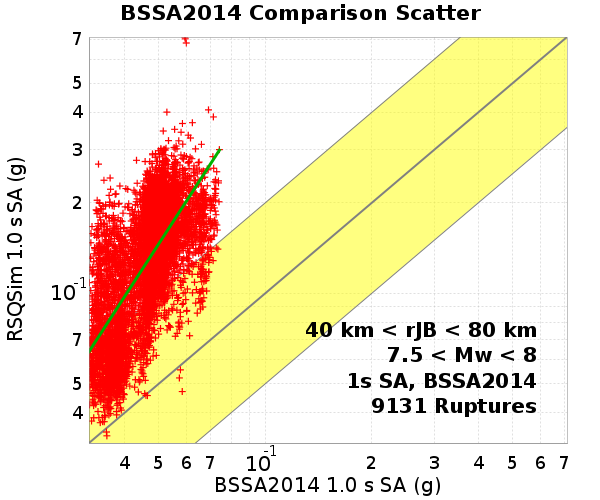 BSSA2014 Comparison Scatter
7
5
4
3
2
10-1
7
5
4
RSQSim 1.0 s SA (g)
40 km < rJB < 80 km
7.5 < Mw < 8
1s SA, BSSA2014
9131 Ruptures
4 5 6 7 10-1 2 3 4 5 6 7
BSSA2014 1.0 s SA (g)